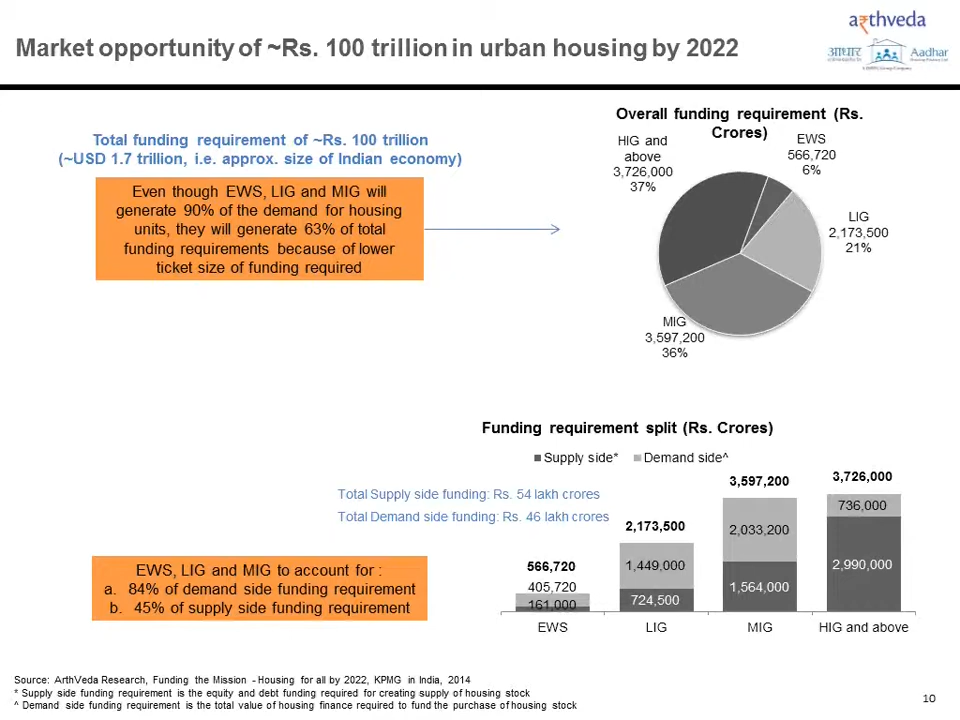 arthveda
Market opportunity of ~Rs. 100 trillion in urban housing by 2022
आधार
Aadhar
Overall funding requirement (Rs.
Crores)
Total funding requirement of ~Rs. 100 trillion
(~USD 1.7 trillion, i.e. approx. size of Indian economy)
Even though EWS, LIG and MIG will
generate 90% of the demand for housing
units, they will generate 63% of total
funding requirements because of lower
ticket size of funding required
HIG and
above
3,726,000
37%
EWS
566,720
6%
LIG
2,173,500
21%
MIG
3,597,200
36%
Funding requirement split (Rs. Crores)
Supply side* Demand side^
Total Supply side funding: Rs. 54 lakh crores
Total Demand side funding: Rs. 46 lakh crores
566,720
405,720
161,000
2,173,500
1,449,000
724,500
3,597,200
2,033,200
1,564,000
3,726,000
736,000
2,990,000
EWS LIG MIG HIG and above
EWS, LIG and MIG to account for :
a. 84% of demand side funding requirement
b. 45% of supply side funding requirement
Source: ArthVeda Research, Funding the Mission - Housing for all by 2022, KPMG in India, 2014
* Supply side funding requirement is the equity and debt funding required for creating supply of housing stock
^ Demand side funding requirement is the total value of housing finance required to fund the purchase of housing stock
10